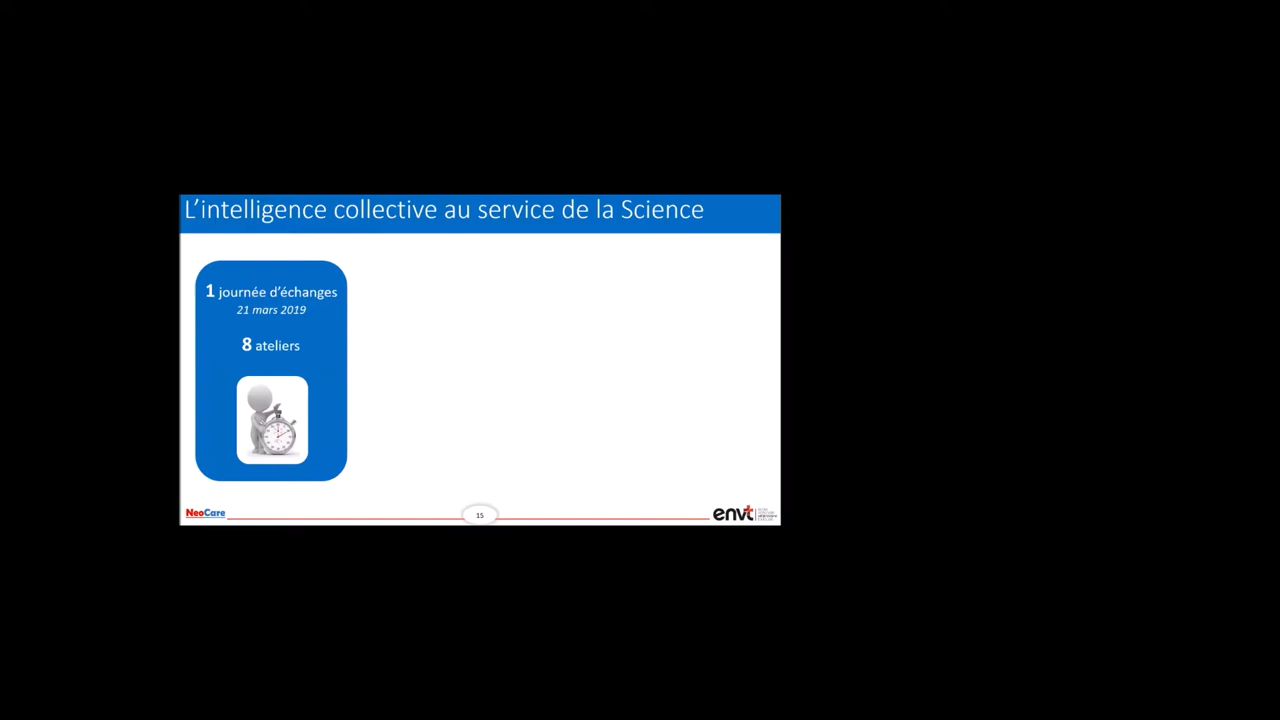 L'intelligence collective au service de la Science
1 journée d'échanges
21 mars 2019
8 ateliers
NeoCare
15
envt